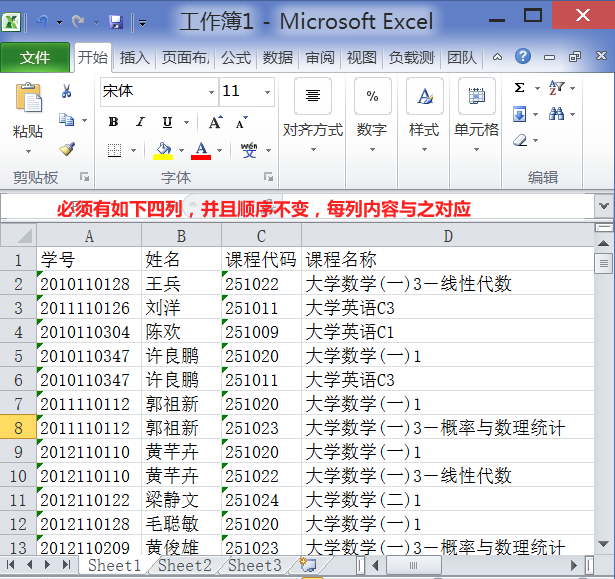 工作簿1 - Microsoft Excel
文件 开始 插入 页面布 公式 数据 审阅 视图 负载测 团队
宋体 11
粘贴 B I U A A 对齐方式 % 数字 A 样式 单元格 Σ
A wén 文
剪贴板 字体 编辑
必须有如下四列，并且顺序不变，每列内容与之对应
A B C D
1 学号 姓名 课程代码 课程名称
2 2010110128 王兵 251022 大学数学(一)3－线性代数
3 2011110126 刘洋 251011 大学英语C3
4 2010110304 陈欢 251009 大学英语C1
5 2010110347 许良鹏 251020 大学数学(一)1
6 2010110347 许良鹏 251011 大学英语C3
7 2011110112 郭祖新 251020 大学数学(一)1
8 2011110112 郭祖新 251023 大学数学(一)3－概率与数理统计
9 2012110110 黄芊卉 251020 大学数学(一)1
10 2012110110 黄芊卉 251022 大学数学(一)3－线性代数
11 2012110122 梁静文 251024 大学数学(二)1
12 2012110128 毛聪敏 251020 大学数学(一)1
13 2012110209 黄俊雄 251023 大学数学(一)3－概率与数理统计
Sheet1 Sheet2 Sheet3